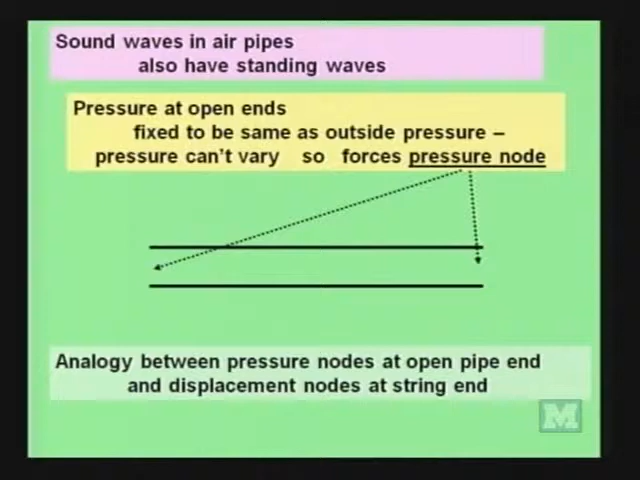 Sound waves in air pipes
also have standing waves
Pressure at open ends
fixed to be same as outside pressure –
pressure can't vary so forces pressure node
Analogy between pressure nodes at open pipe end
and displacement nodes at string end
M